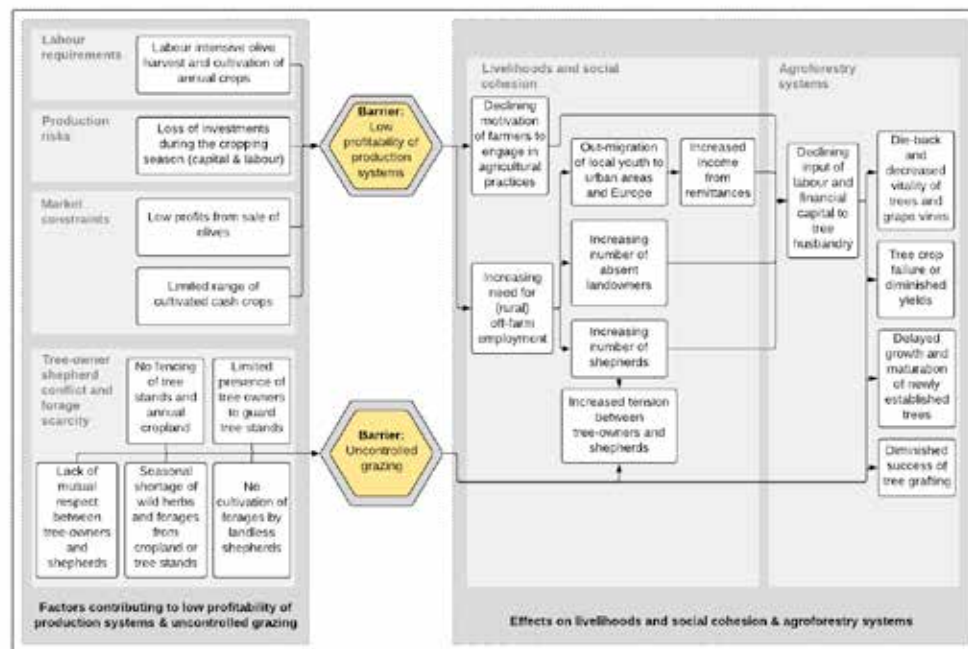 Labour
requirements
Labour intensive olive
harvest and cultivation of
annual crops
Production
risks
Loss of investments
during the cropping
season (capital & labour)
Market
constraints
Low profits from sale of
olives
Limited range of
cultivated cash crops
Tree-owner
shepherd
conflict and
forage
scarcity
No fencing
of tree
stands and
annual
cropland
Limited
presence of
tree owners
to guard
tree stands
Lack of
mutual
respect
between
tree-owners
and
shepherds
Seasonal
shortage of
wild herbs
and forages
from
cropland or
tree stands
No
cultivation of
forages by
landless
shepherds
Factors contributing to low profitability of
production systems & uncontrolled grazing
Barrier:
Low
profitability of
production
systems
Barrier:
Uncontrolled
grazing
Livelihoods and social
cohesion
Declining
motivation
of farmers to
engage in
agricultural
practices
Out-migration
of local youth to
urban areas
and Europe
Increased
income
from
remittances
Increasing
need for
(rural)
off-farm
employment
Increasing
number of
absent
landowners
Increasing
number of
shepherds
Increased tension
between
tree-owners and
shepherds
Agroforestry
systems
Declining
input of
labour and
financial
capital to
tree
husbandry
Die-back
and
decreased
vitality of
trees and
grape vines
Tree crop
failure or
diminished
yields
Delayed
growth and
maturation
of newly
established
trees
Diminished
success of
tree grafting
Effects on livelihoods and social cohesion & agroforestry systems